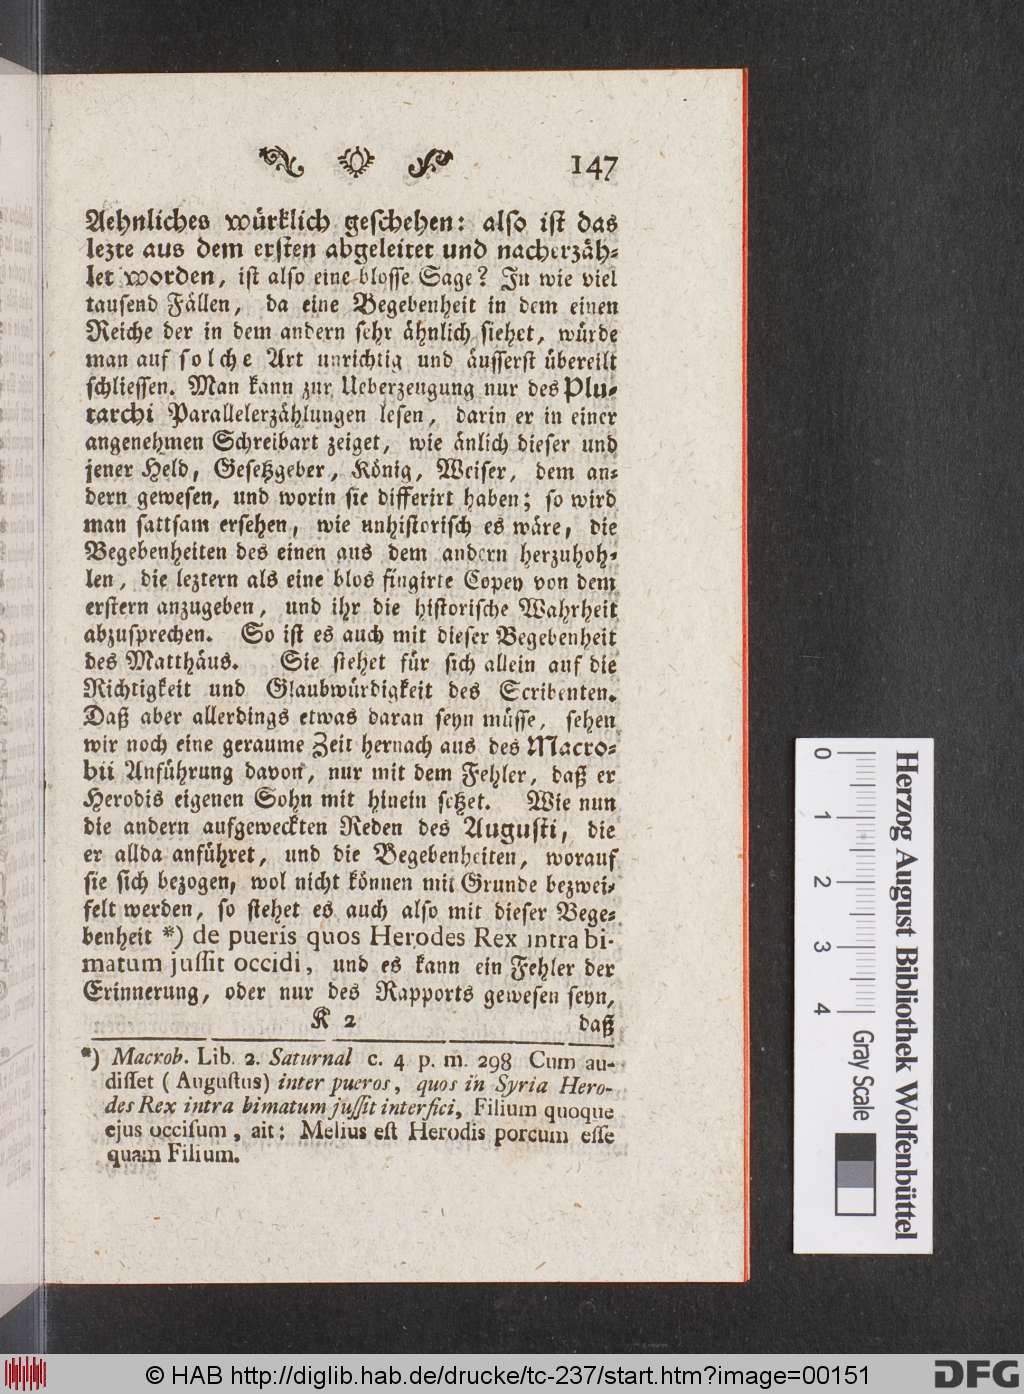 147
Aehnliches würklich geschehen: also ist das
lezte aus dem ersten abgeleitet und nacherzäh-
let worden, ist also eine blosse Sage? In wie viel
tausend Fällen, da eine Begebenheit in dem einen
Reiche der in dem andern sehr ähnlich siehet, würde
man auf solche Art unrichtig und äusserst übereilt
schliessen. Man kann zur Ueberzeugung nur des Plu-
tarchi Parallelerzählungen lesen, darin er in einer
angenehmen Schreibart zeiget, wie änlich dieser und
jener Held, Gesetzgeber, König, Weiser, dem an-
dern gewesen, und worin sie differirt haben; so wird
man sattsam ersehen, wie unhistorisch es wäre, die
Begebenheiten des einen aus dem andern herzuhoh-
len, die leztern als eine blos fingirte Copey von dem
erstern anzugeben, und ihr die historische Wahrheit
abzusprechen. So ist es auch mit dieser Begebenheit
des Matthäus. Sie stehet für sich allein auf die
Richtigkeit und Glaubwürdigkeit des Scribenten.
Daß aber allerdings etwas daran seyn müsse, sehen
wir noch eine geraume Zeit hernach aus des Macro-
bii Anführung davon, nur mit dem Fehler, daß er
Herodis eigenen Sohn mit hinein setzet. Wie nun
die andern aufgeweckten Reden des Augusti, die
er allda anführet, und die Begebenheiten, worauf
sie sich bezogen, wol nicht können mit Grunde bezwei-
felt werden, so stehet es auch also mit dieser Bege-
benheit *) de pueris quos Herodes Rex intra bi-
matum jussit occidi, und es kann ein Fehler der
Erinnerung, oder nur des Rapports gewesen seyn,
K 2 daß
*) Macrob. Lib. 2. Saturnal c. 4 p. m. 298 Cum au-
disset (Augustus) inter pueros, quos in Syria Hero-
des Rex intra bimatum jussit interfici, Filium quoque
ejus occisum, ait: Melius est Herodis porcum esse
quam Filium.
Herzog August Bibliothek Wolfenbüttel
0 1 2 3 4 Gray Scale
© HAB http://diglib.hab.de/drucke/tc-237/start.htm?image=00151
DFG